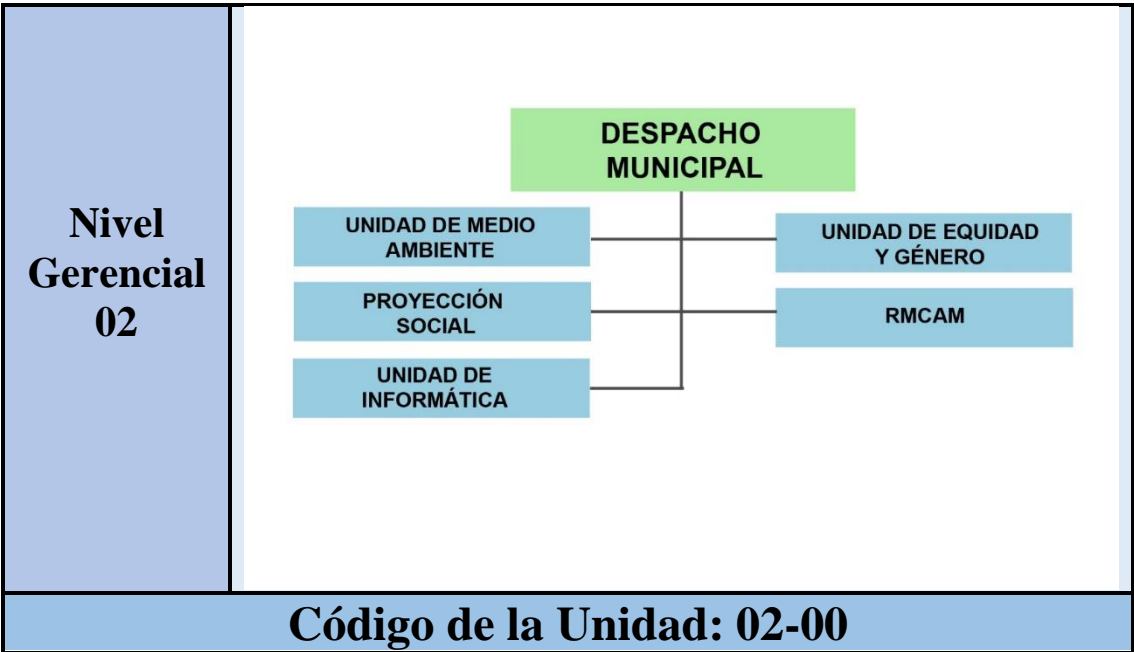 Nivel
Gerencial
02
DESPACHO
MUNICIPAL
UNIDAD DE MEDIO
AMBIENTE
UNIDAD DE EQUIDAD
Y GÉNERO
PROYECCIÓN
SOCIAL
RMCAM
UNIDAD DE
INFORMÁTICA
Código de la Unidad: 02-00